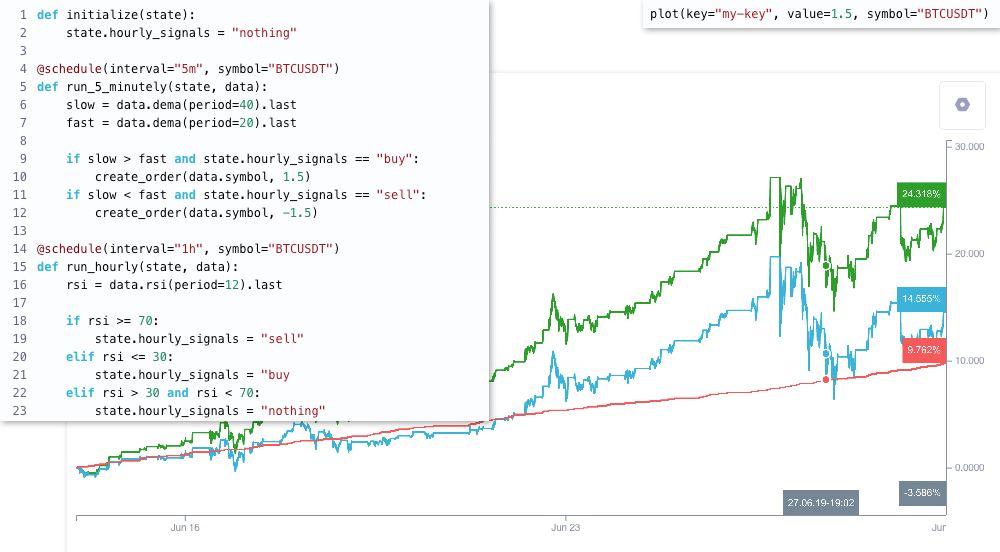 1 def initialize(state):
2 state.hourly_signals = "nothing"
3
4 @schedule(interval="5m", symbol="BTCUSDT")
5 def run_5_minutely(state, data):
6 slow = data.dema(period=40).last
7 fast = data.dema(period=20).last
8
9 if slow > fast and state.hourly_signals == "buy":
10 create_order(data.symbol, 1.5)
11 if slow < fast and state.hourly_signals == "sell":
12 create_order(data.symbol, -1.5)
13
14 @schedule(interval="1h", symbol="BTCUSDT")
15 def run_hourly(state, data):
16 rsi = data.rsi(period=12).last
17
18 if rsi >= 70:
19 state.hourly_signals = "sell"
20 elif rsi <= 30:
21 state.hourly_signals = "buy
22 elif rsi > 30 and rsi < 70:
23 state.hourly_signals = "nothing"
plot(key="my-key", value=1.5, symbol="BTCUSDT")
30.000
24.318%
20.000
14.655%
9.762%
10.000
0.0000
-3.586%
27.06.19-19:02
Jun 16
Jun 23
Jur